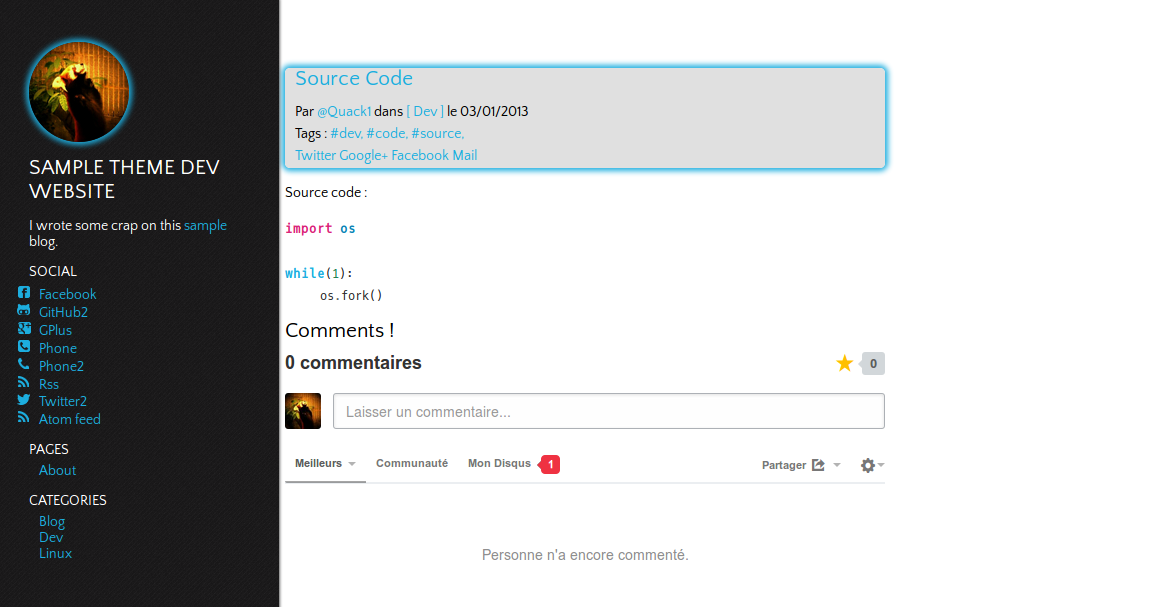 SAMPLE THEME DEV
WEBSITE
I wrote some crap on this sample
blog.
SOCIAL
Facebook
GitHub2
GPlus
Phone
Phone2
Rss
Twitter2
Atom feed
PAGES
About
CATEGORIES
Blog
Dev
Linux
Source Code
Par @Quack1 dans [ Dev ] le 03/01/2013
Tags : #dev, #code, #source,
Twitter Google+ Facebook Mail
Source code :
import os
while(1):
os.fork()
Comments !
0 commentaires
0
Laisser un commentaire...
Meilleurs Communauté Mon Disqus 1 Partager
Personne n'a encore commenté.